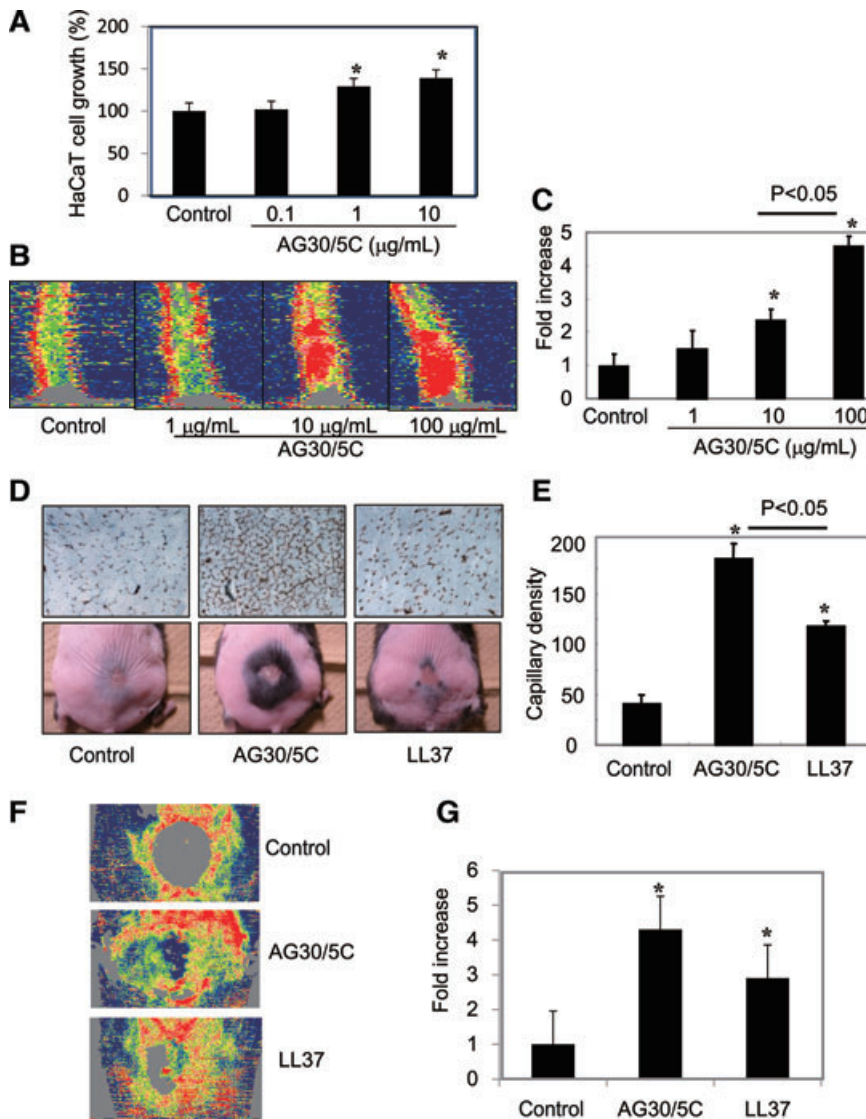 A
HaCaT cell growth (%)
200
150
100
50
0
Control
0.1
1
10
*
*
AG30/5C (μg/mL)
B
Control
1 μg/mL
10 μg/mL
100 μg/mL
AG30/5C
C
P<0.05
Fold increase
5
4
3
2
1
0
*
*
Control
1
10
100
AG30/5C (μg/mL)
D
Control
AG30/5C
LL37
E
P<0.05
Capillary density
200
150
100
50
0
*
*
Control
AG30/5C
LL37
F
Control
AG30/5C
LL37
G
Fold increase
6
5
4
3
2
1
0
*
*
Control
AG30/5C
LL37